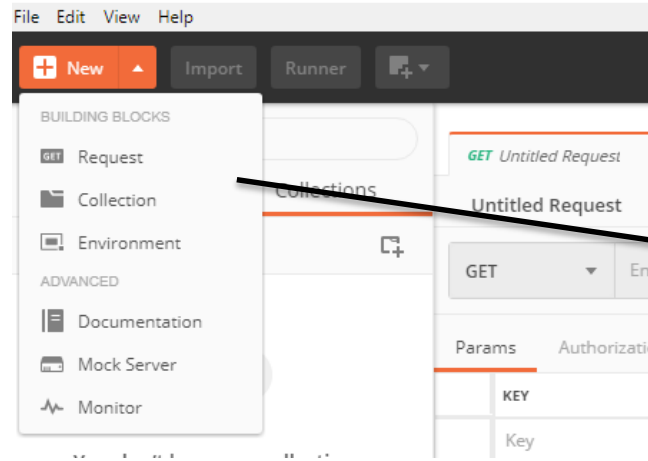 File Edit View Help
New Import Runner
BUILDING BLOCKS
GET Request
Collection
Environment
ADVANCED
Documentation
Mock Server
Monitor
Collections
GET Untitled Request
Untitled Request
GET
Params
KEY
Key